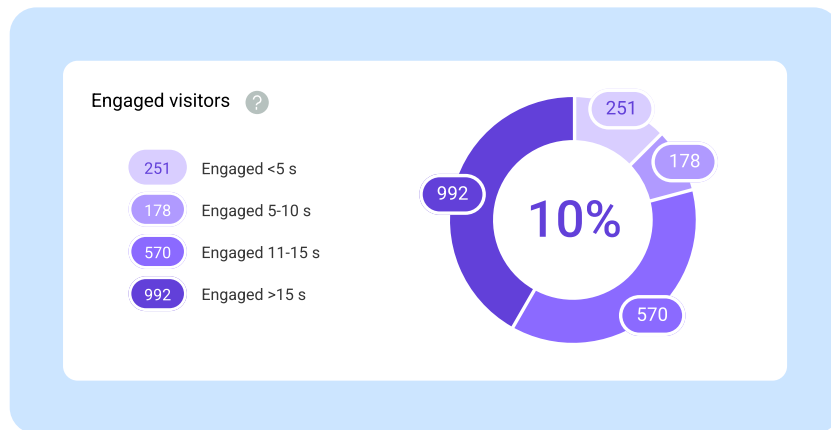 Engaged visitors ?
251 Engaged <5 s
178 Engaged 5-10 s
570 Engaged 11-15 s
992 Engaged >15 s
251
178
992
10%
570